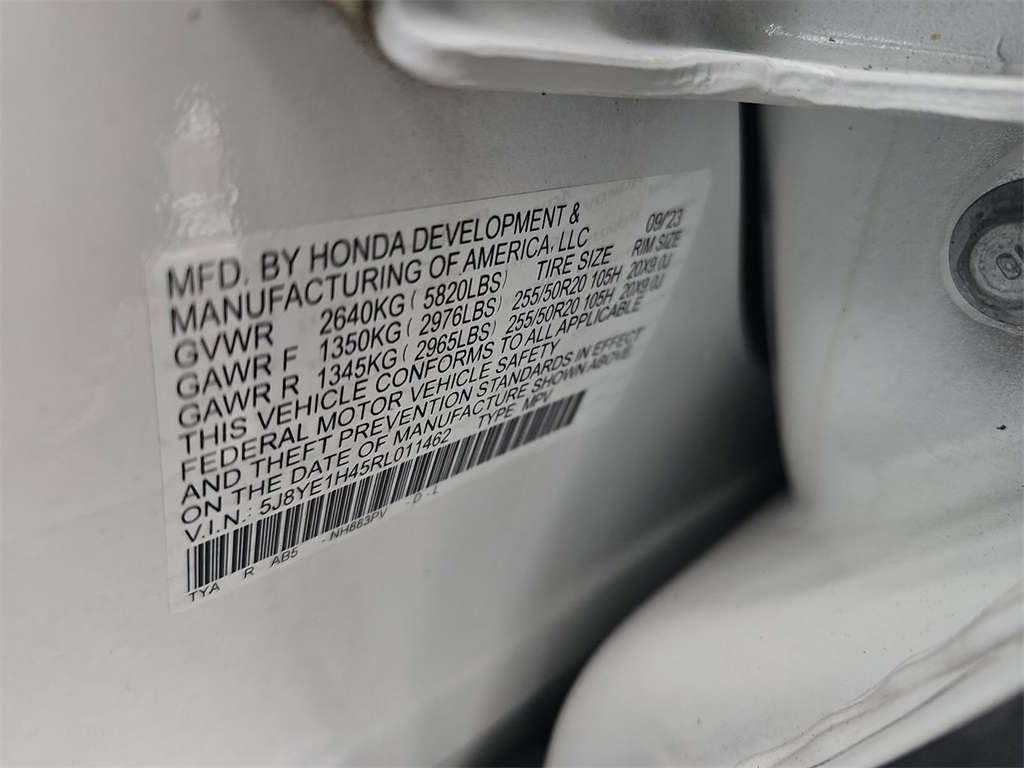 MFD. BY HONDA DEVELOPMENT & 09/23
MANUFACTURING OF AMERICA, LLC
GVWR 2640KG ( 5820LBS) TIRE SIZE RIM SIZE
GAWR F 1350KG ( 2976LBS) 255/50R20 105H 20X9.0J
GAWR R 1345KG ( 2965LBS) 255/50R20 105H 20X9.0J
THIS VEHICLE CONFORMS TO ALL APPLICABLE
FEDERAL MOTOR VEHICLE SAFETY
AND THEFT PREVENTION STANDARDS IN EFFECT
ON THE DATE OF MANUFACTURE SHOWN ABOVE.
V.I.N.: 5J8YE1H45RL011462 TYPE MPV
TYA R AB5 - NH883PV - D - L